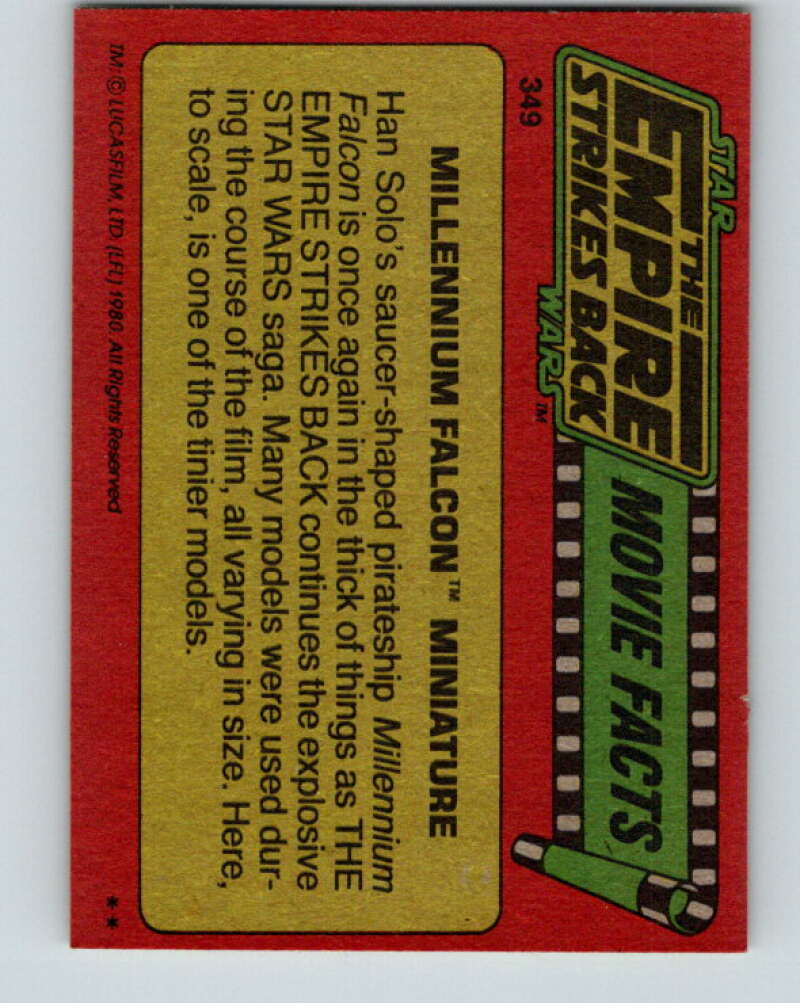 STAR
THE
EMPIRE
STRIKES BACK
WARS™
MOVIE FACTS
349
MILLENNIUM FALCON™ MINIATURE
Han Solo's saucer-shaped pirateship Millennium
Falcon is once again in the thick of things as THE
EMPIRE STRIKES BACK continues the explosive
STAR WARS saga. Many models were used dur-
ing the course of the film, all varying in size. Here,
to scale, is one of the tinier models.
TM: © LUCASFILM, LTD. (LFL) 1980. All Rights Reserved
**